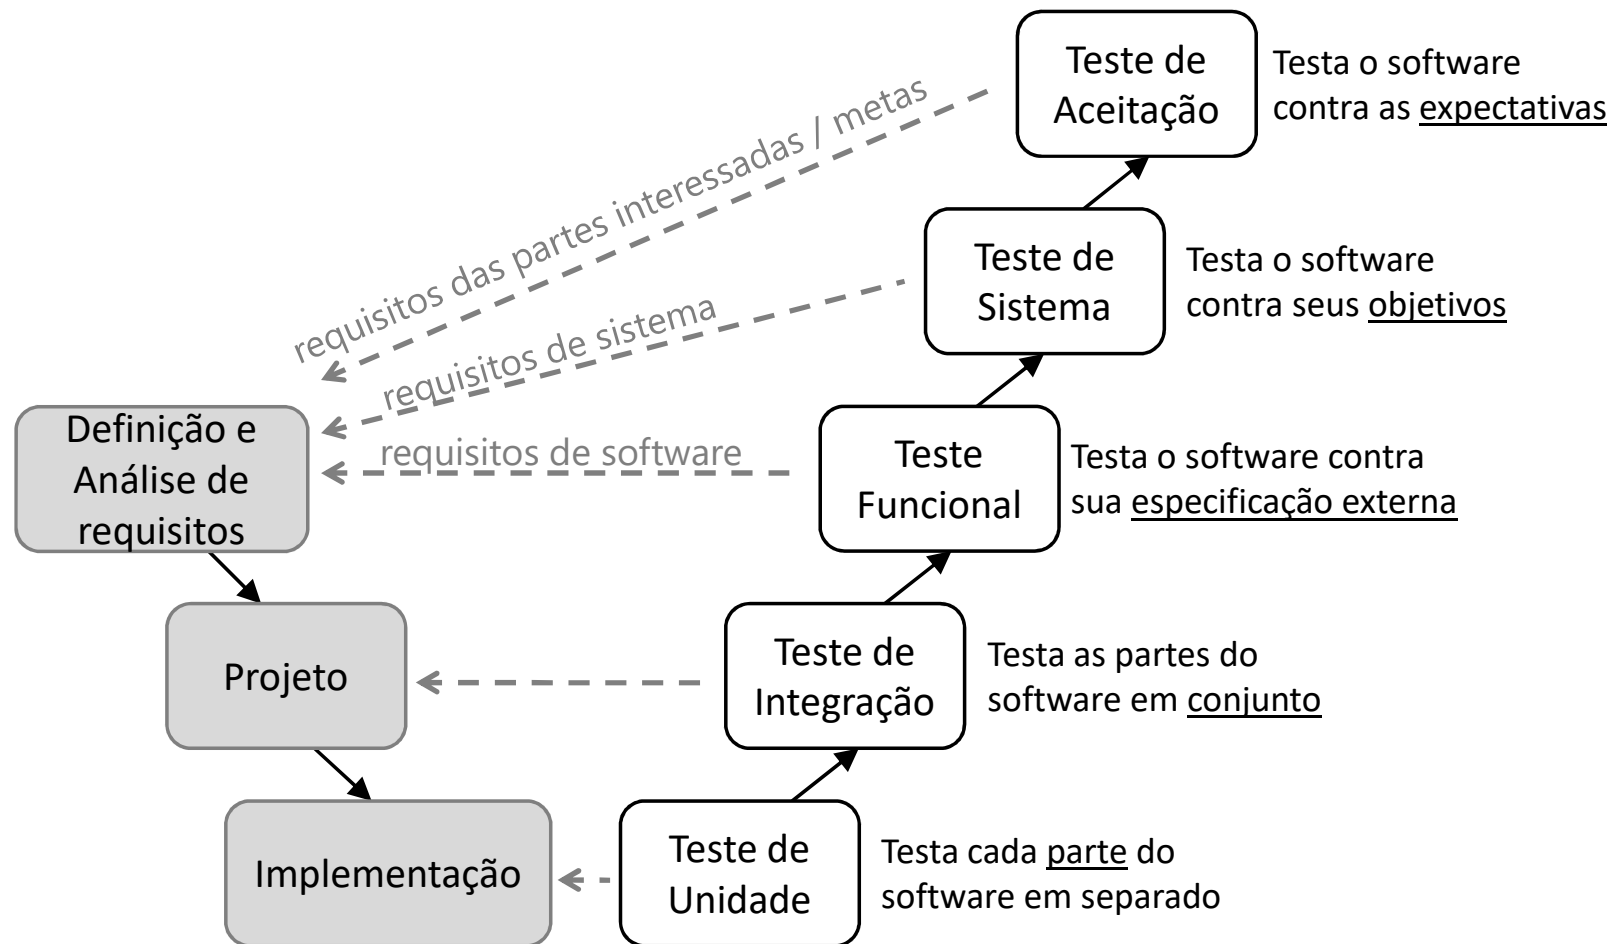 Teste de
Aceitação
Testa o software
contra as expectativas
requisitos das partes interessadas / metas
Teste de
Sistema
Testa o software
contra seus objetivos
requisitos de sistema
Definição e
Análise de
requisitos
requisitos de software
Teste
Funcional
Testa o software contra
sua especificação externa
Projeto
Teste de
Integração
Testa as partes do
software em conjunto
Implementação
Teste de
Unidade
Testa cada parte do
software em separado